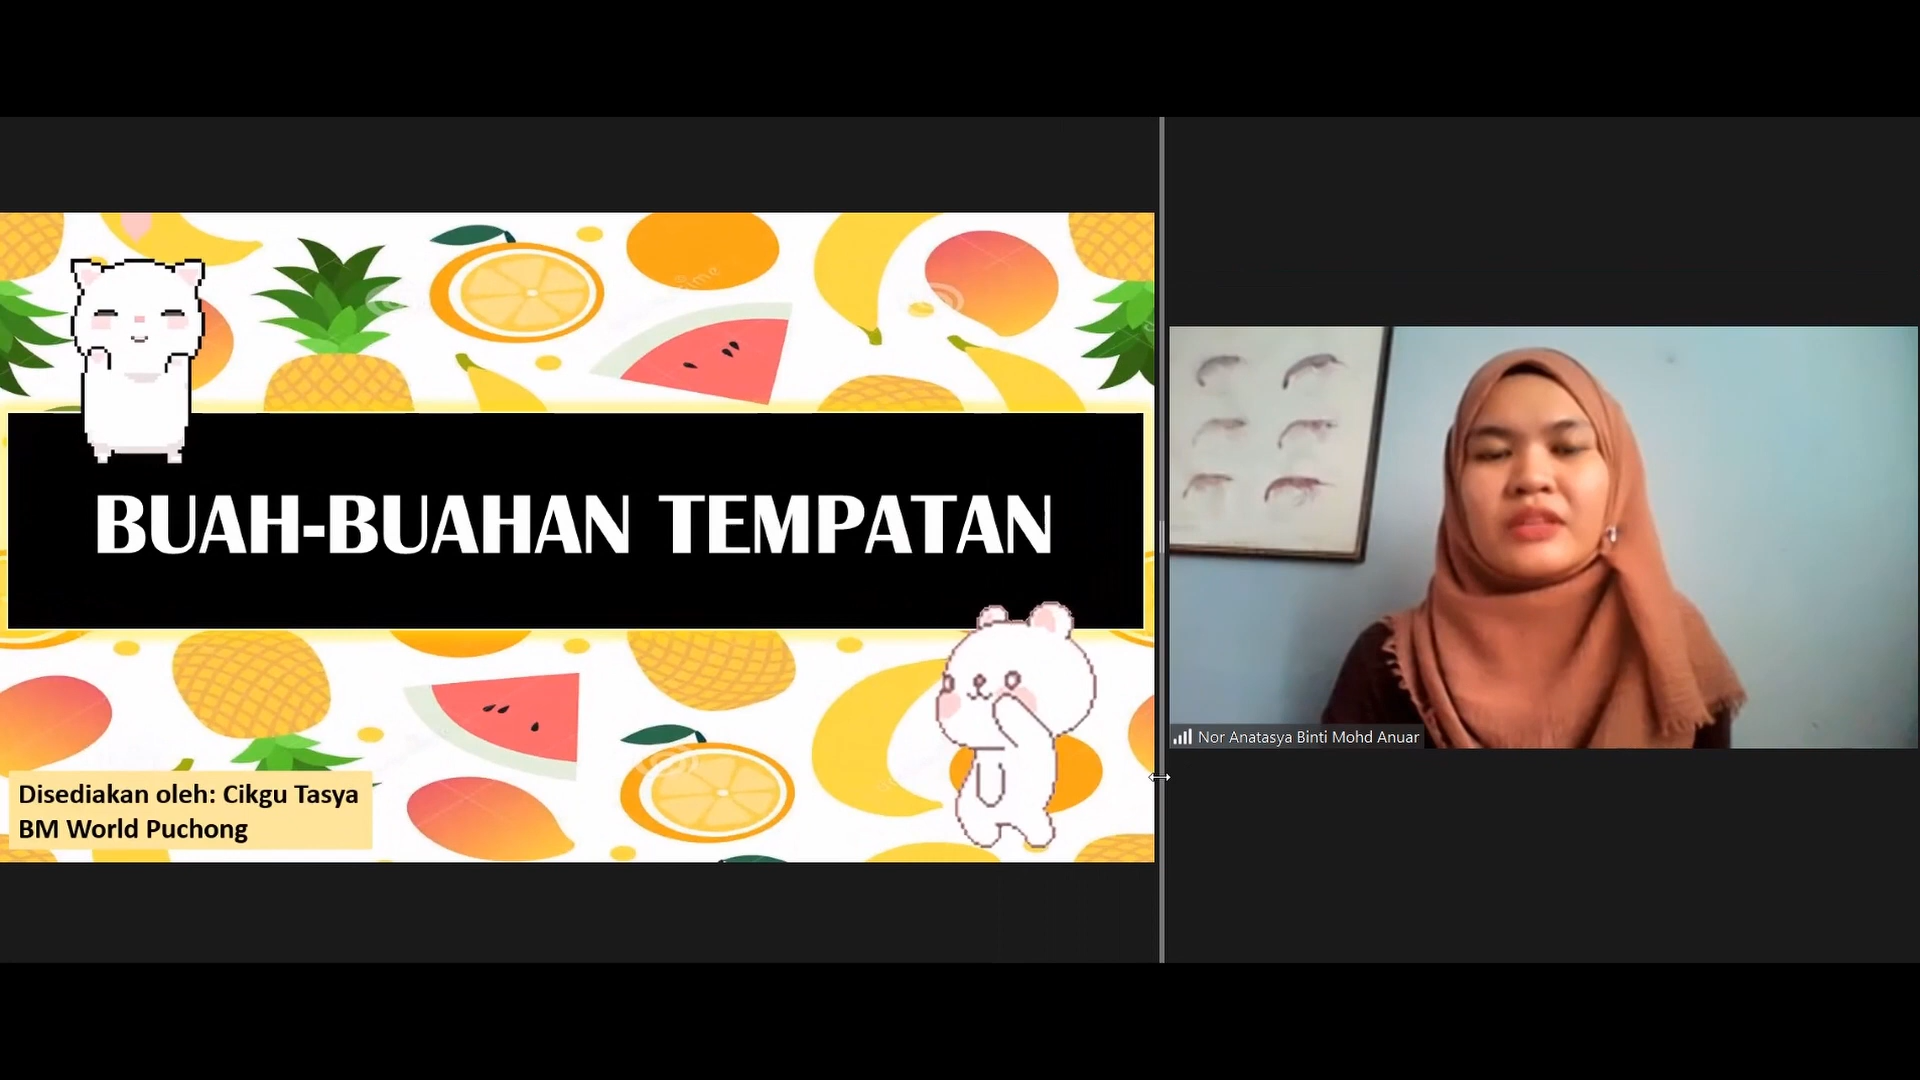 BUAH-BUAHAN TEMPATAN
Disediakan oleh: Cikgu Tasya
BM World Puchong
Nor Anatasya Binti Mohd Anuar